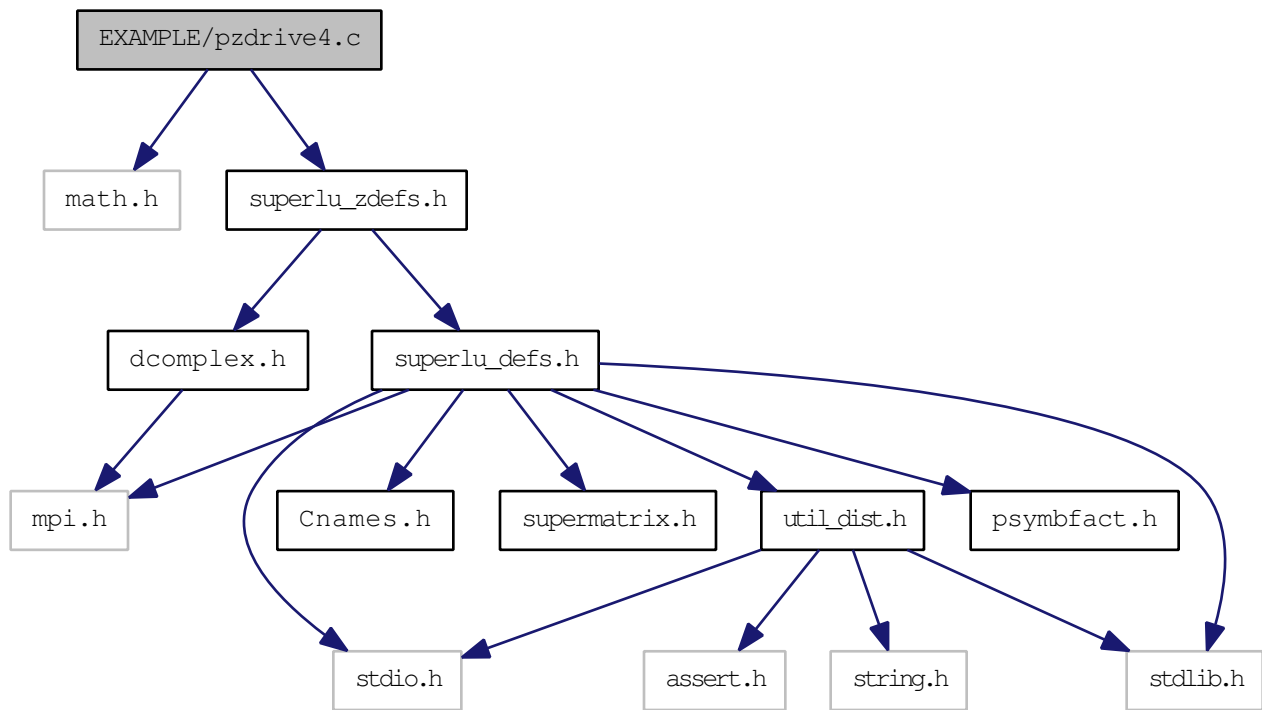 EXAMPLE/pzdrive4.c
math.h
superlu_zdefs.h
dcomplex.h
superlu_defs.h
mpi.h
Cnames.h
supermatrix.h
util_dist.h
psymbfact.h
stdio.h
assert.h
string.h
stdlib.h